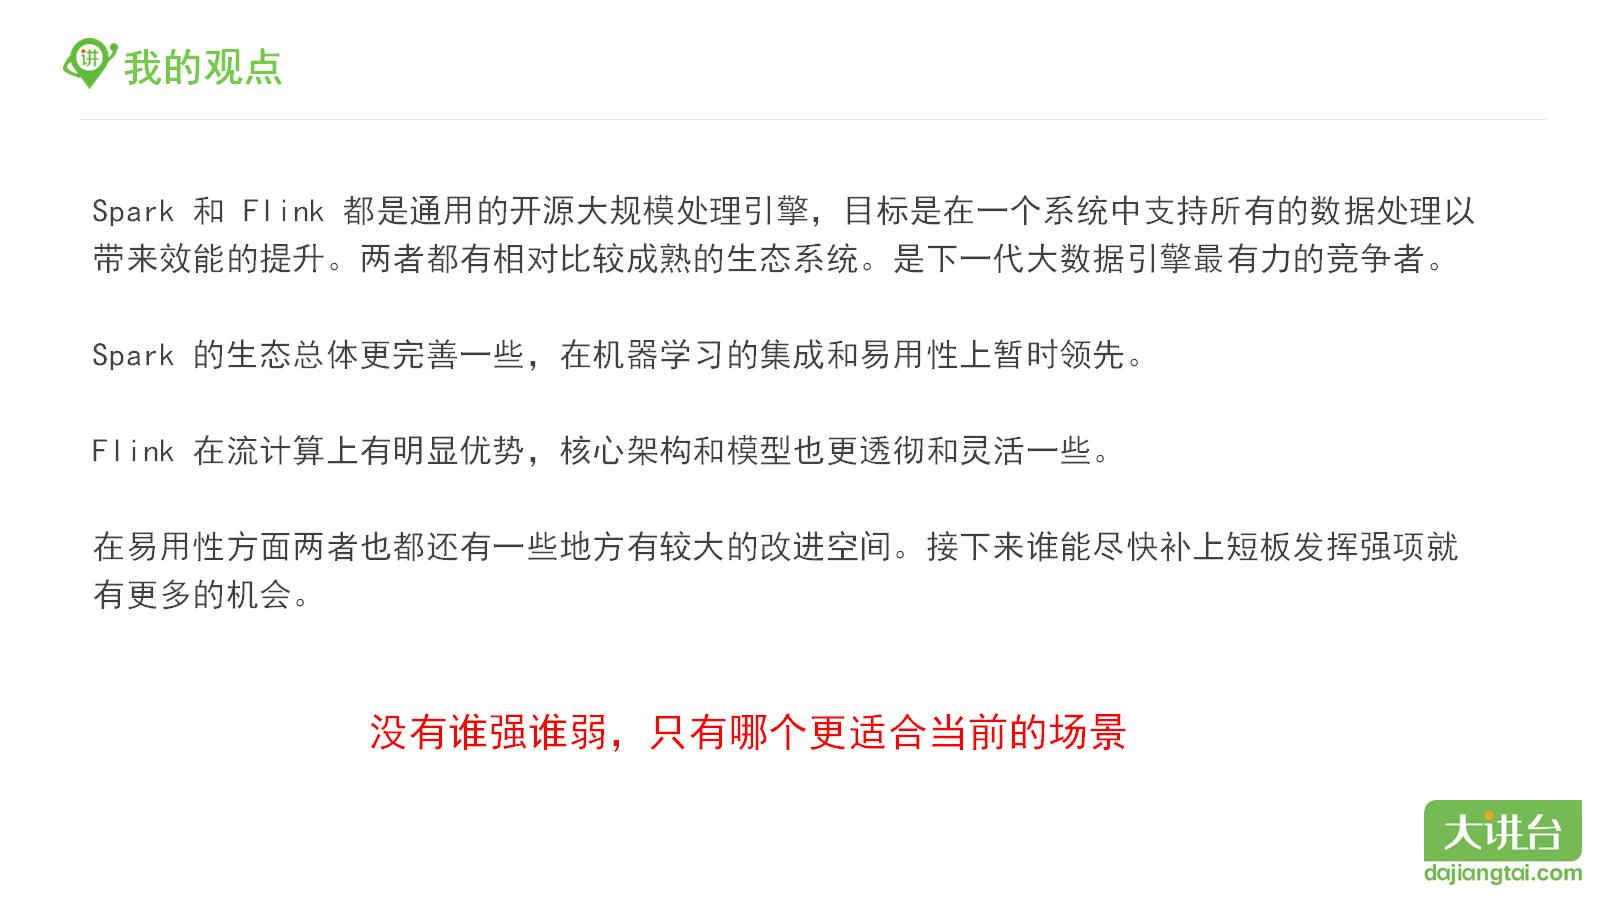 讲
我的观点
Spark 和 Flink 都是通用的开源大规模处理引擎，目标是在一个系统中支持所有的数据处理以
带来效能的提升。两者都有相对比较成熟的生态系统。是下一代大数据引擎最有力的竞争者。
Spark 的生态总体更完善一些，在机器学习的集成和易用性上暂时领先。
Flink 在流计算上有明显优势，核心架构和模型也更透彻和灵活一些。
在易用性方面两者也都还有一些地方有较大的改进空间。接下来谁能尽快补上短板发挥强项就
有更多的机会。
没有谁强谁弱，只有哪个更适合当前的场景
大讲台
dajiangtai.com